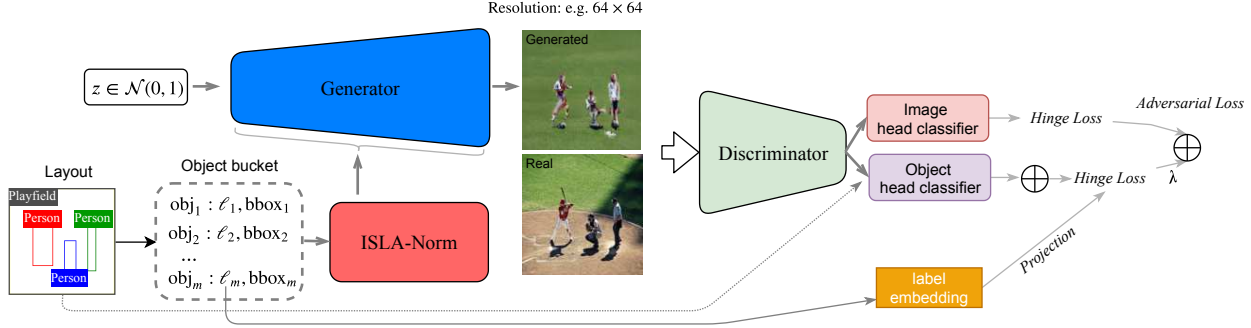 Resolution: e.g. 64 × 64
z ∈ 𝒩(0, 1)
Generator
Generated
Real
Layout
Playfield
Person
Person
Person
Object bucket
obj₁ : ℓ₁, bbox₁
obj₂ : ℓ₂, bbox₂
...
objₘ : ℓₘ, bboxₘ
ISLA-Norm
Discriminator
Image
head classifier
Object
head classifier
Hinge Loss
Hinge Loss
Adversarial Loss
λ
Projection
label
embedding